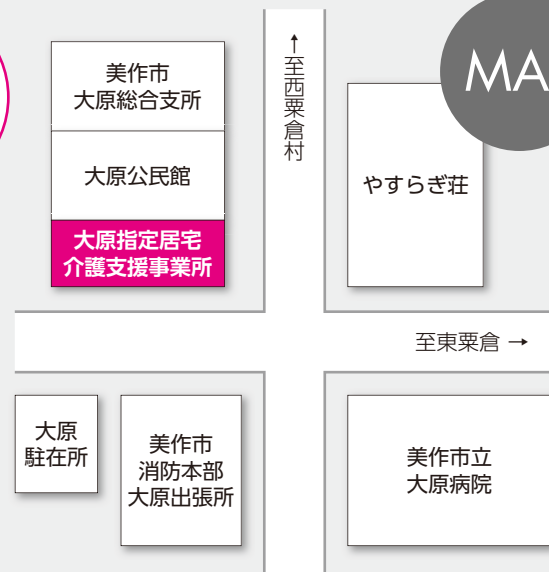 美作市
大原総合支所
大原公民館
大原指定居宅
介護支援事業所
↑至西粟倉村
MA
やすらぎ荘
至東粟倉 →
大原
駐在所
美作市
消防本部
大原出張所
美作市立
大原病院